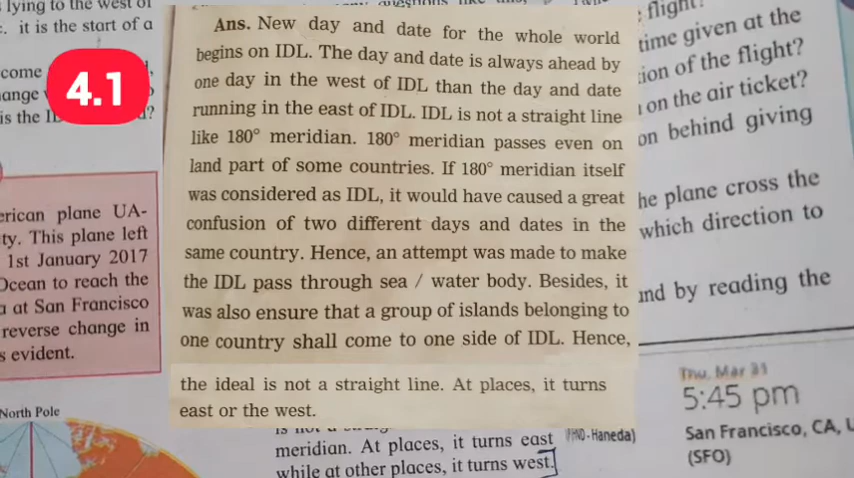 lying to the west of
it is the start of a
come
ange
is the
4.1
Ans. New day and date for the whole world
begins on IDL. The day and date is always ahead by
one day in the west of IDL than the day and date
running in the east of IDL. IDL is not a straight line
like 180° meridian. 180° meridian passes even on
land part of some countries. If 180° meridian itself
was considered as IDL, it would have caused a great
confusion of two different days and dates in the
same country. Hence, an attempt was made to make
the IDL pass through sea / water body. Besides, it
was also ensure that a group of islands belonging to
one country shall come to one side of IDL. Hence,
the ideal is not a straight line. At places, it turns
east or the west.
meridian. At places, it turns east
while at other places, it turns west.
erican plane UA-
ty. This plane left
1st January 2017
Ocean to reach the
a at San Francisco
reverse change in
s evident.
North Pole
flight?
time given at the
ion of the flight?
on the air ticket?
on behind giving
he plane cross the
which direction to
and by reading the
Thu, Mar 31
5:45 pm
San Francisco, CA, U
(SFO)
(HND-Haneda)